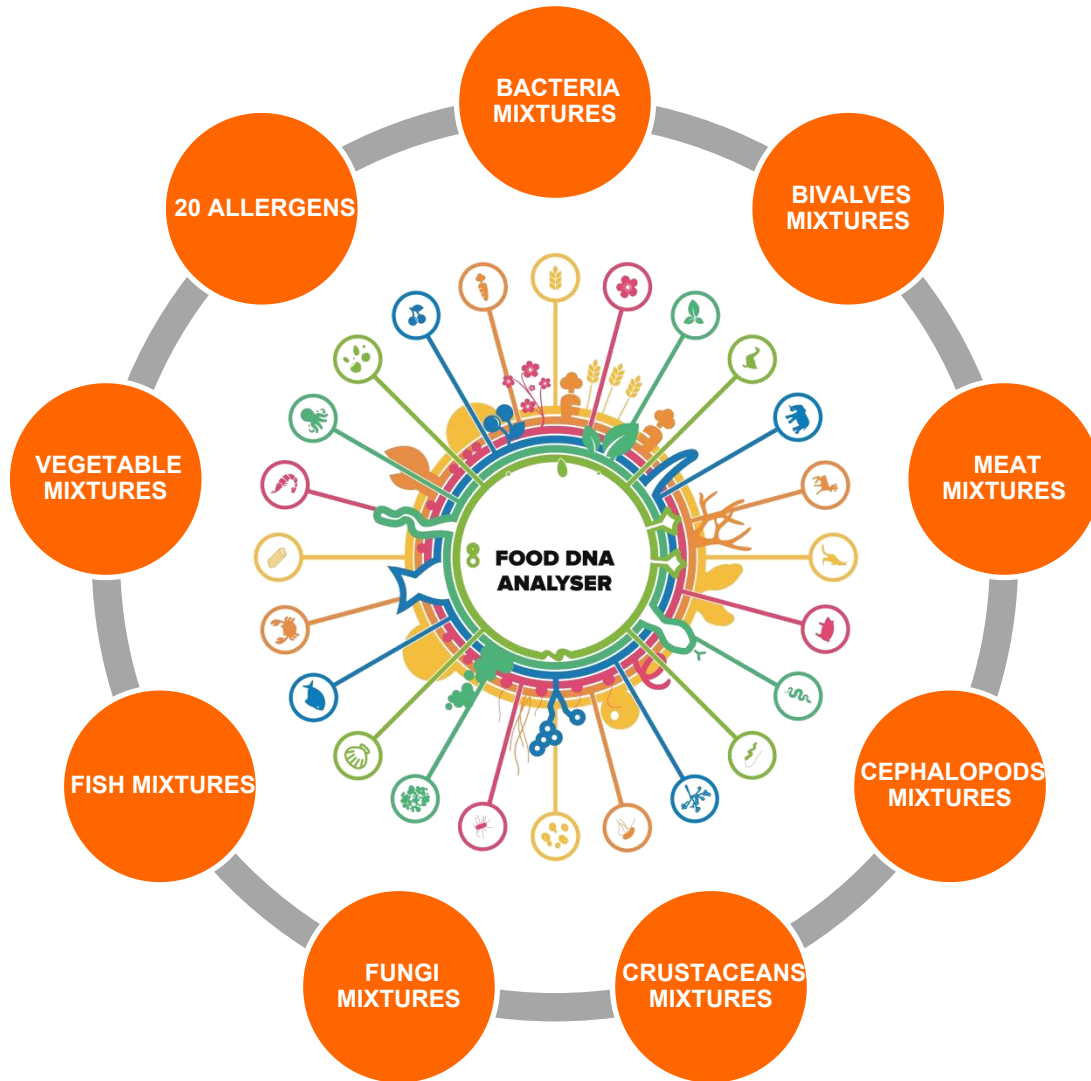 BACTERIA
MIXTURES
BIVALVES
MIXTURES
MEAT
MIXTURES
CEPHALOPODS
MIXTURES
CRUSTACEANS
MIXTURES
FUNGI
MIXTURES
FISH MIXTURES
VEGETABLE
MIXTURES
20 ALLERGENS
FOOD DNA
ANALYSER